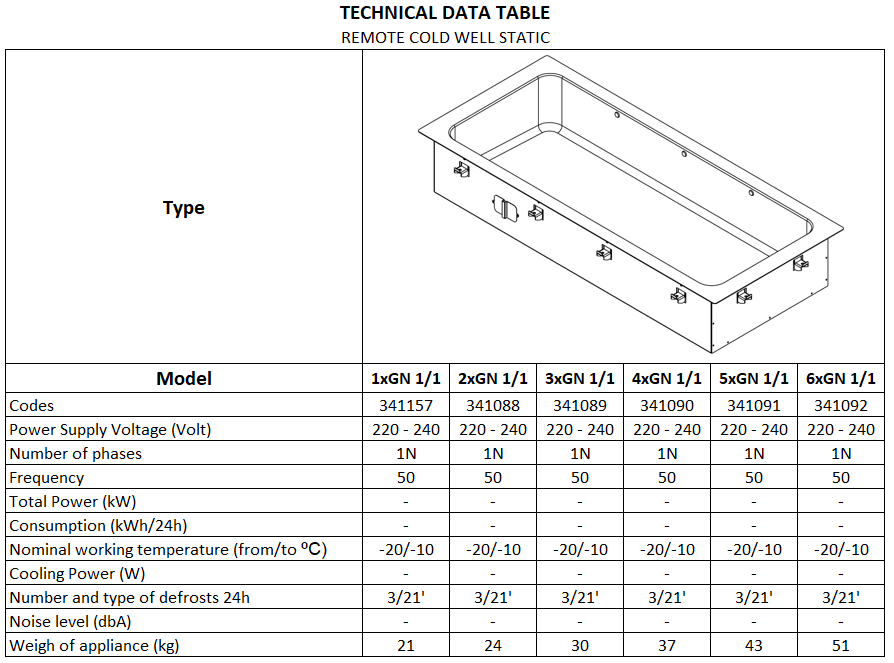 TECHNICAL DATA TABLE
REMOTE COLD WELL STATIC
Type
Model 1xGN 1/1 2xGN 1/1 3xGN 1/1 4xGN 1/1 5xGN 1/1 6xGN 1/1
Codes 341157 341088 341089 341090 341091 341092
Power Supply Voltage (Volt) 220 - 240 220 - 240 220 - 240 220 - 240 220 - 240 220 - 240
Number of phases 1N 1N 1N 1N 1N 1N
Frequency 50 50 50 50 50 50
Total Power (kW) - - - - - -
Consumption (kWh/24h) - - - - - -
Nominal working temperature (from/to ºC) -20/-10 -20/-10 -20/-10 -20/-10 -20/-10 -20/-10
Cooling Power (W) - - - - - -
Number and type of defrosts 24h 3/21' 3/21' 3/21' 3/21' 3/21' 3/21'
Noise level (dbA) - - - - - -
Weigh of appliance (kg) 21 24 30 37 43 51